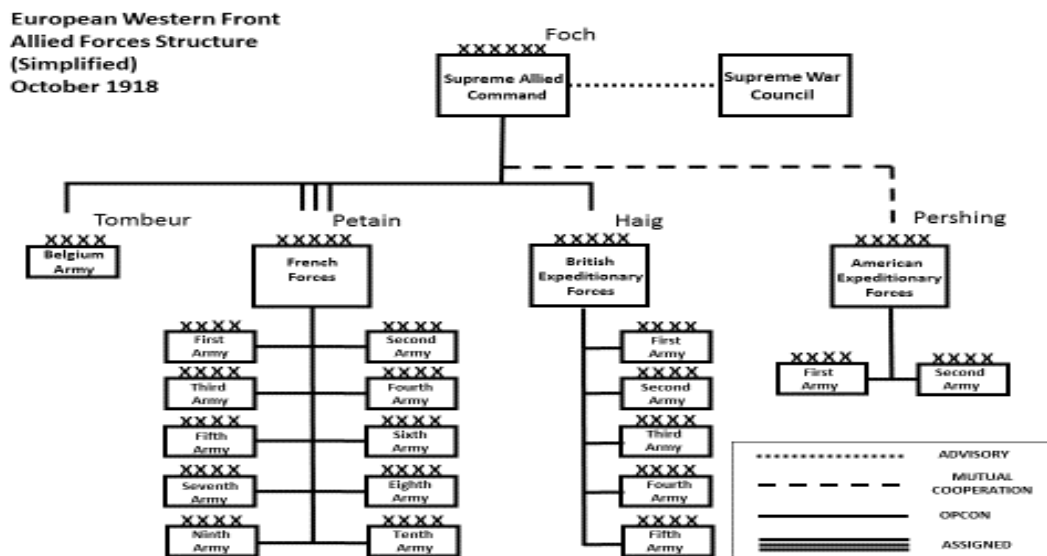 European Western Front
Allied Forces Structure
(Simplified)
October 1918
Foch
XXXXXX
Supreme Allied
Command
Supreme War
Council
Tombeur
XXXX
Belgium
Army
Petain
XXXXX
French
Forces
Haig
XXXXX
British
Expeditionary
Forces
Pershing
XXXXX
American
Expeditionary
Forces
XXXX
First
Army
XXXX
Second
Army
XXXX
Third
Army
XXXX
Fourth
Army
XXXX
Fifth
Army
XXXX
Sixth
Army
XXXX
Seventh
Army
XXXX
Eighth
Army
XXXX
Ninth
Army
XXXX
Tenth
Army
XXXX
First
Army
XXXX
Second
Army
XXXX
Third
Army
XXXX
Fourth
Army
XXXX
Fifth
Army
XXXX
First
Army
XXXX
Second
Army
ADVISORY
MUTUAL
COOPERATION
OPCON
ASSIGNED